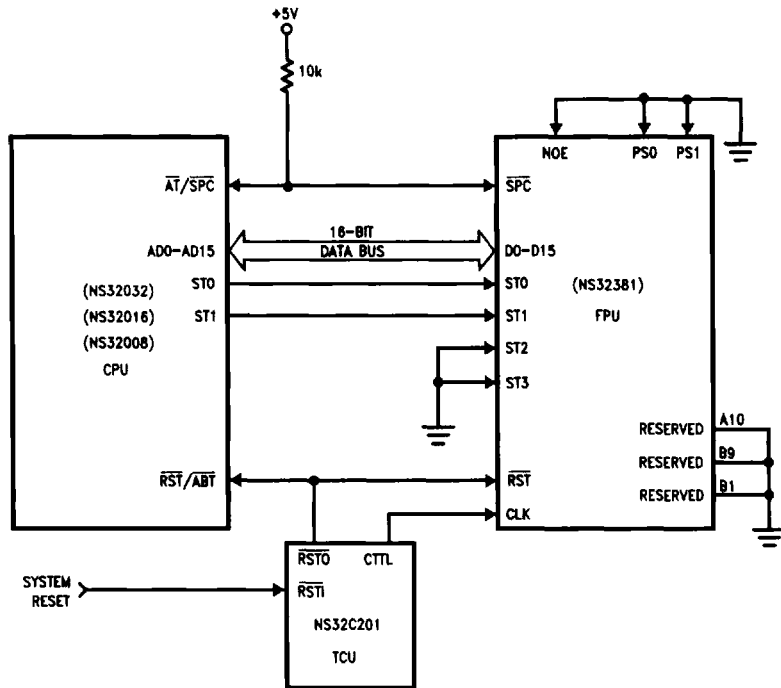 +5V
10k
NOE
PS0
PS1
AT/SPC
SPC
16-BIT
DATA BUS
AD0-AD15
D0-D15
ST0
ST0
(NS32032)
(NS32381)
(NS32016)
ST1
ST1
FPU
(NS32008)
CPU
ST2
ST3
RESERVED
A10
RESERVED
B9
RST/ABT
RST
RESERVED
B1
CLK
RSTO
CTTL
SYSTEM
RESET
RSTI
NS32C201
TCU